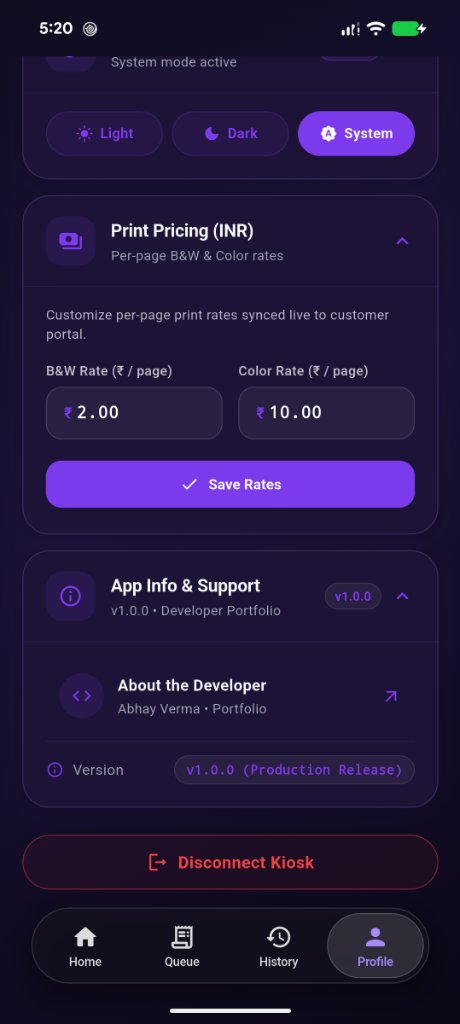 5:20
System mode active
Light
Dark
System
Print Pricing (INR)
Per-page B&W & Color rates
Customize per-page print rates synced live to customer
portal.
B&W Rate (₹ / page)
Color Rate (₹ / page)
₹ 2.00
₹ 10.00
Save Rates
App Info & Support
v1.0.0 • Developer Portfolio
v1.0.0
About the Developer
Abhay Verma • Portfolio
Version
v1.0.0 (Production Release)
Disconnect Kiosk
Home
Queue
History
Profile